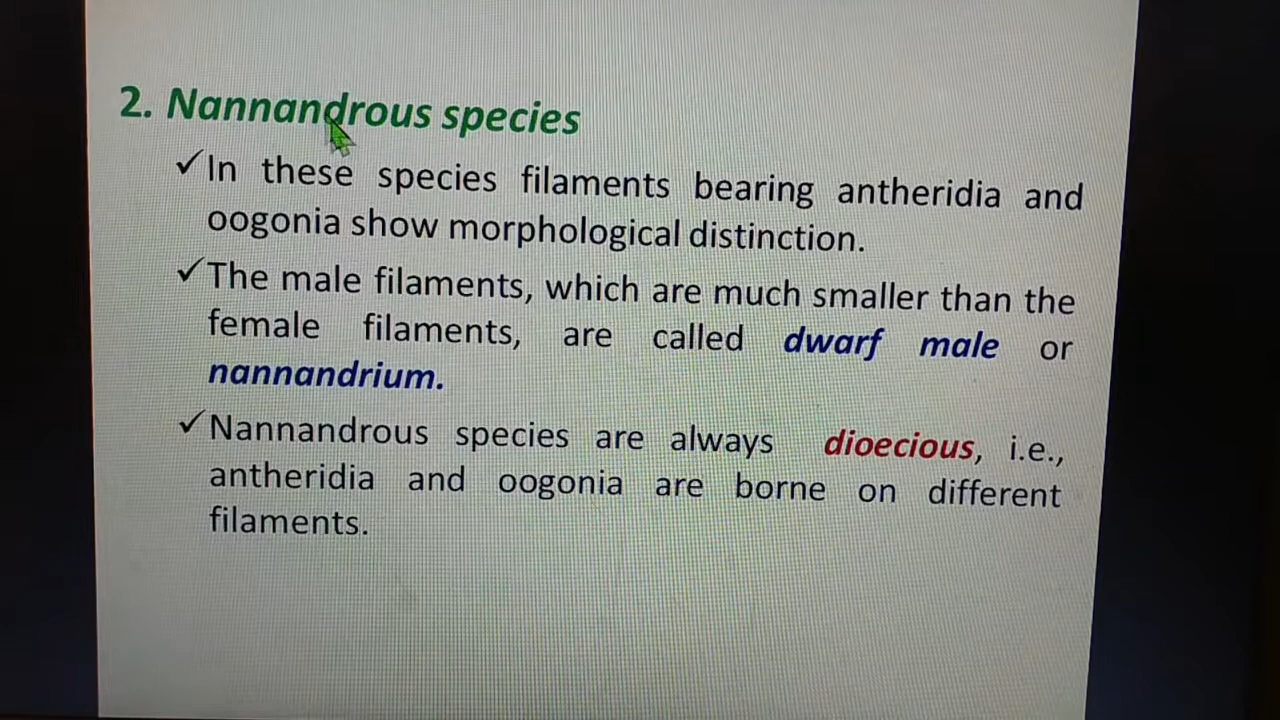 2. Nannandrous species
✓In these species filaments bearing antheridia and
oogonia show morphological distinction.
✓The male filaments, which are much smaller than the
female filaments, are called dwarf male or
nannandrium.
✓Nannandrous species are always dioecious, i.e.,
antheridia and oogonia are borne on different
filaments.